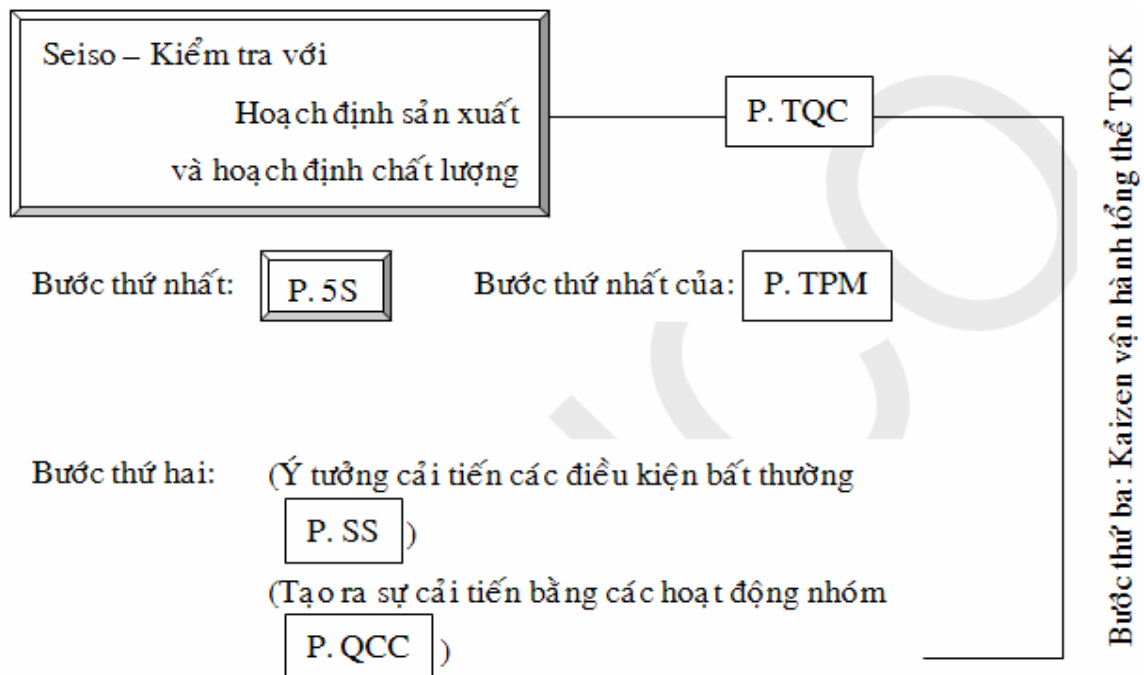 Seiso – Kiểm tra với
Hoạch định sản xuất
và hoạch định chất lượng
P. TQC
Bước thứ nhất: P. 5S Bước thứ nhất của: P. TPM
Bước thứ hai: (Ý tưởng cải tiến các điều kiện bất thường
P. SS )
(Tạo ra sự cải tiến bằng các hoạt động nhóm
P. QCC )
Bước thứ ba: Kaizen vận hành tổng thể TOK